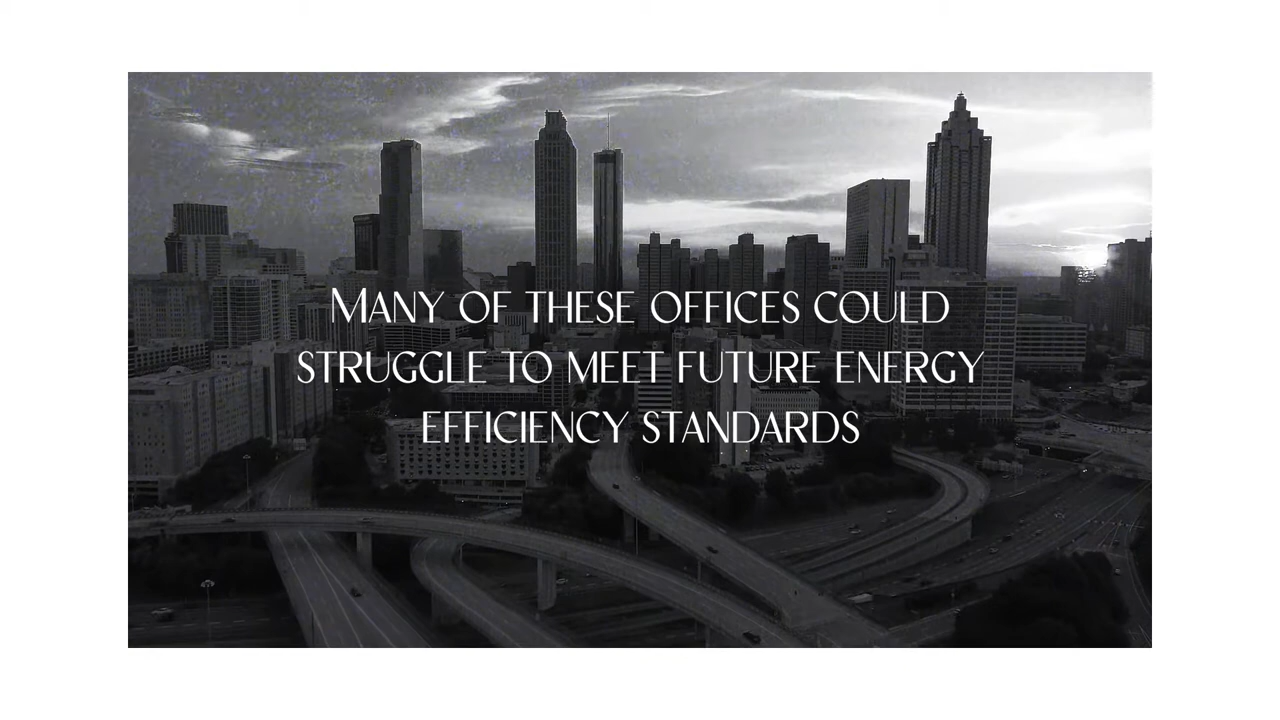 Many of these offices could
struggle to meet future energy
efficiency standards